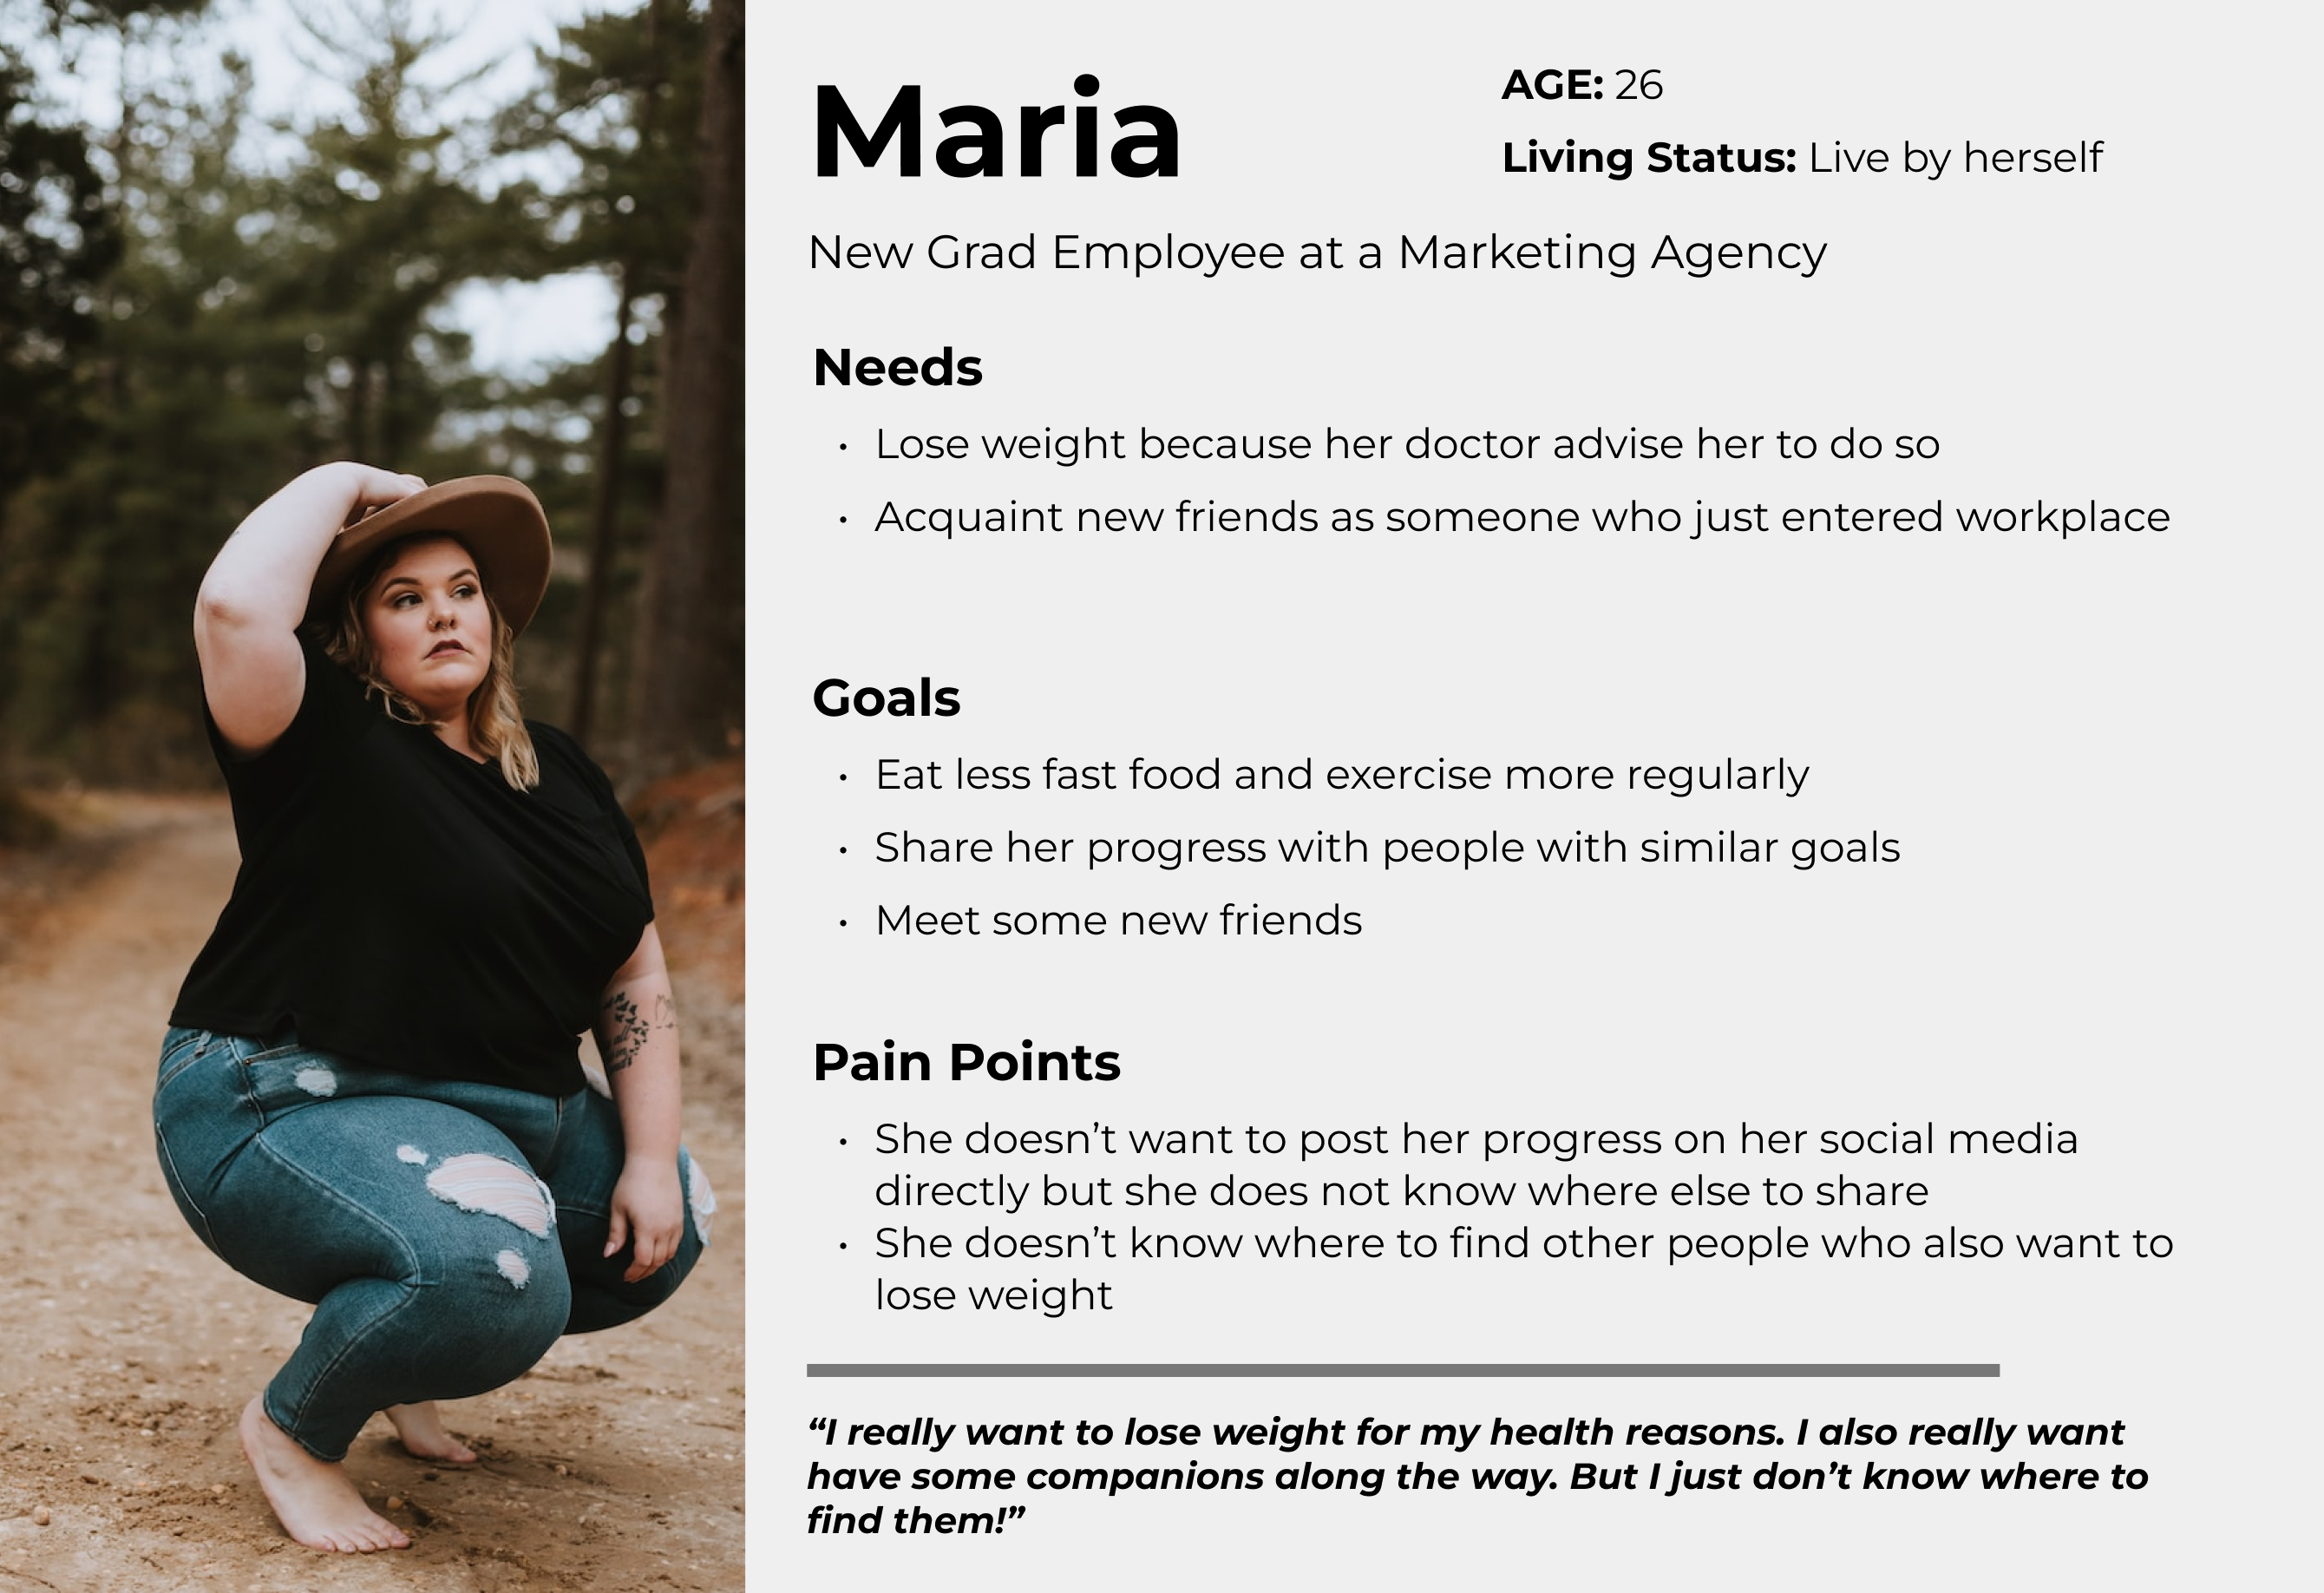 Maria
AGE: 26
Living Status: Live by herself
New Grad Employee at a Marketing Agency
Needs
• Lose weight because her doctor advise her to do so
• Acquaint new friends as someone who just entered workplace
Goals
• Eat less fast food and exercise more regularly
• Share her progress with people with similar goals
• Meet some new friends
Pain Points
• She doesn’t want to post her progress on her social media
directly but she does not know where else to share
• She doesn’t know where to find other people who also want to
lose weight
“I really want to lose weight for my health reasons. I also really want
have some companions along the way. But I just don’t know where to
find them!”